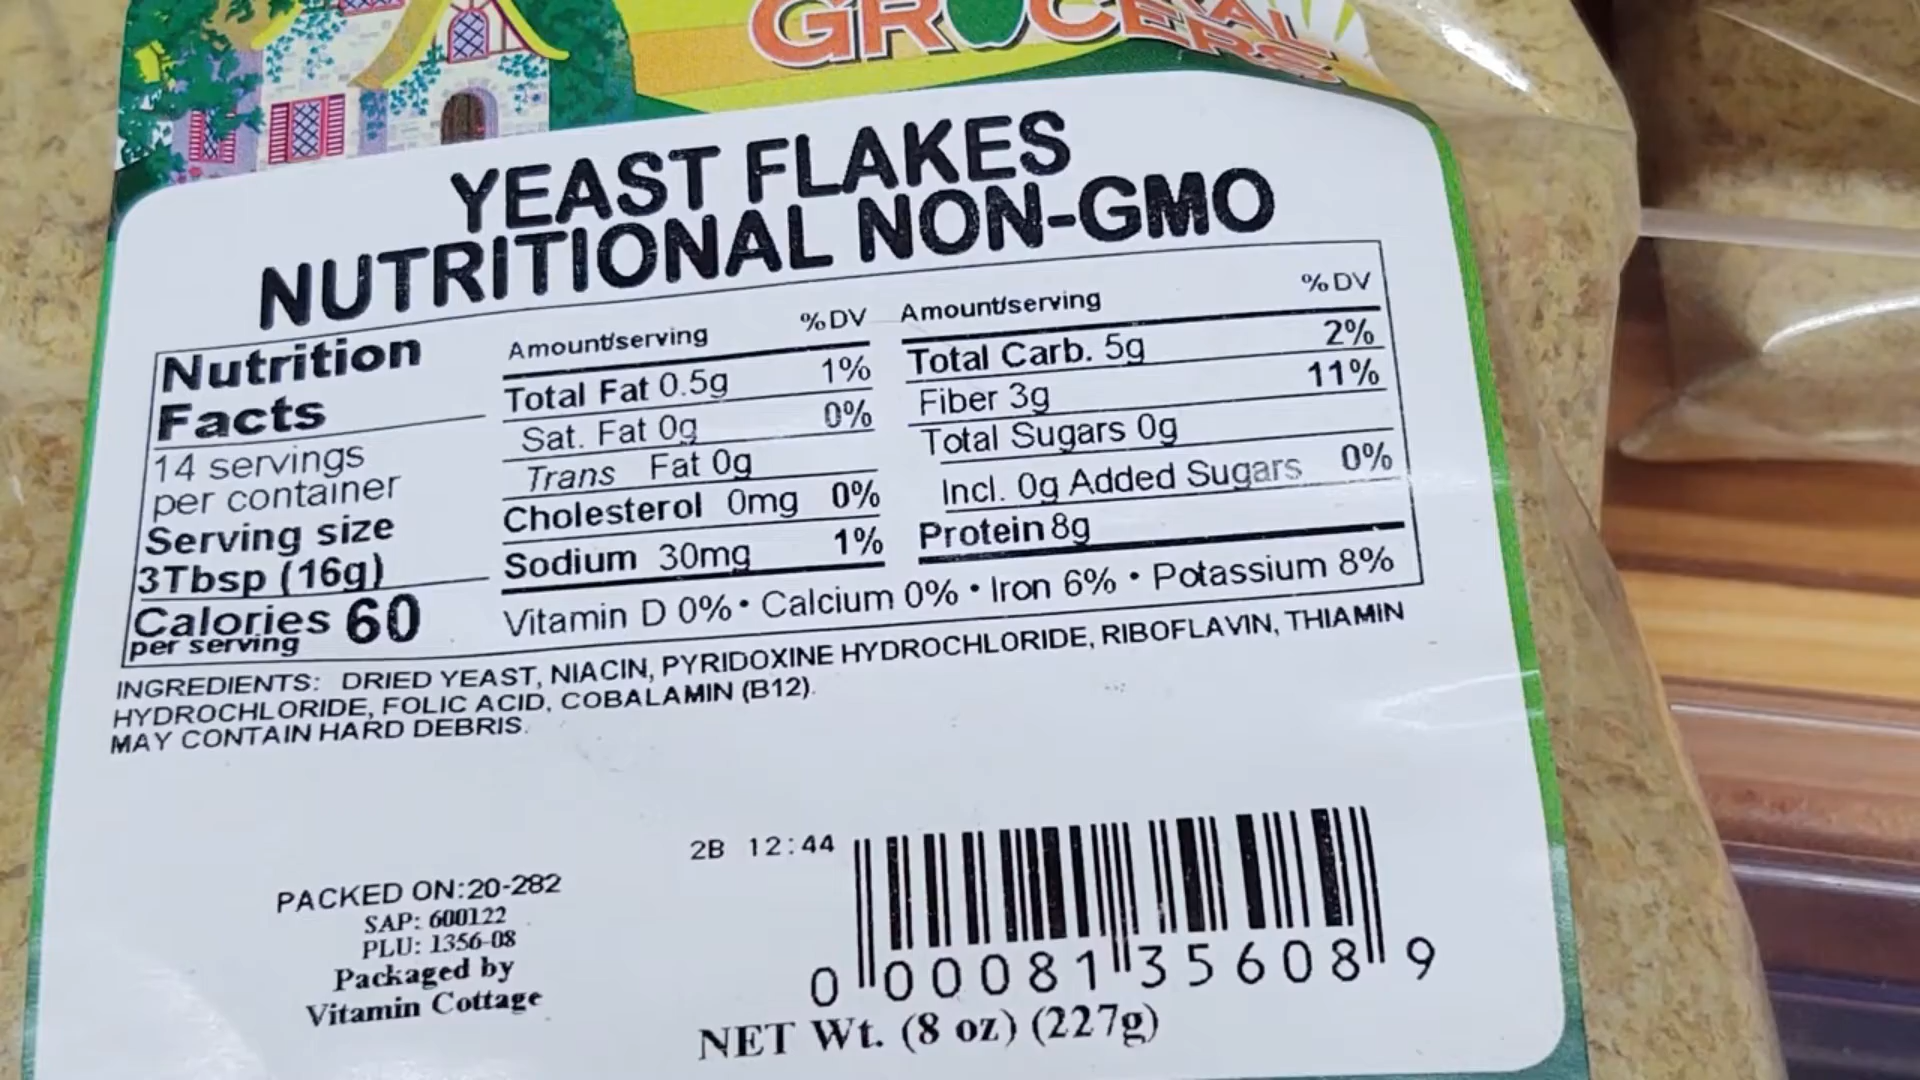 GROCERS
YEAST FLAKES
NUTRITIONAL NON-GMO
Nutrition
Facts
14 servings
per container
Serving size
3Tbsp (16g)
Calories 60
per serving
Amount/serving % DV
Total Fat 0.5g 1%
Sat. Fat 0g 0%
Trans Fat 0g
Cholesterol 0mg 0%
Sodium 30mg 1%
Amount/serving % DV
Total Carb. 5g 2%
Fiber 3g 11%
Total Sugars 0g
Incl. 0g Added Sugars 0%
Protein 8g
Vitamin D 0% • Calcium 0% • Iron 6% • Potassium 8%
INGREDIENTS: DRIED YEAST, NIACIN, PYRIDOXINE HYDROCHLORIDE, RIBOFLAVIN, THIAMIN
HYDROCHLORIDE, FOLIC ACID, COBALAMIN (B12).
MAY CONTAIN HARD DEBRIS.
PACKED ON:20-282
SAP: 600122
PLU: 1356-08
Packaged by
Vitamin Cottage
2B 12:44
0 00081 35608 9
NET Wt. (8 oz) (227g)